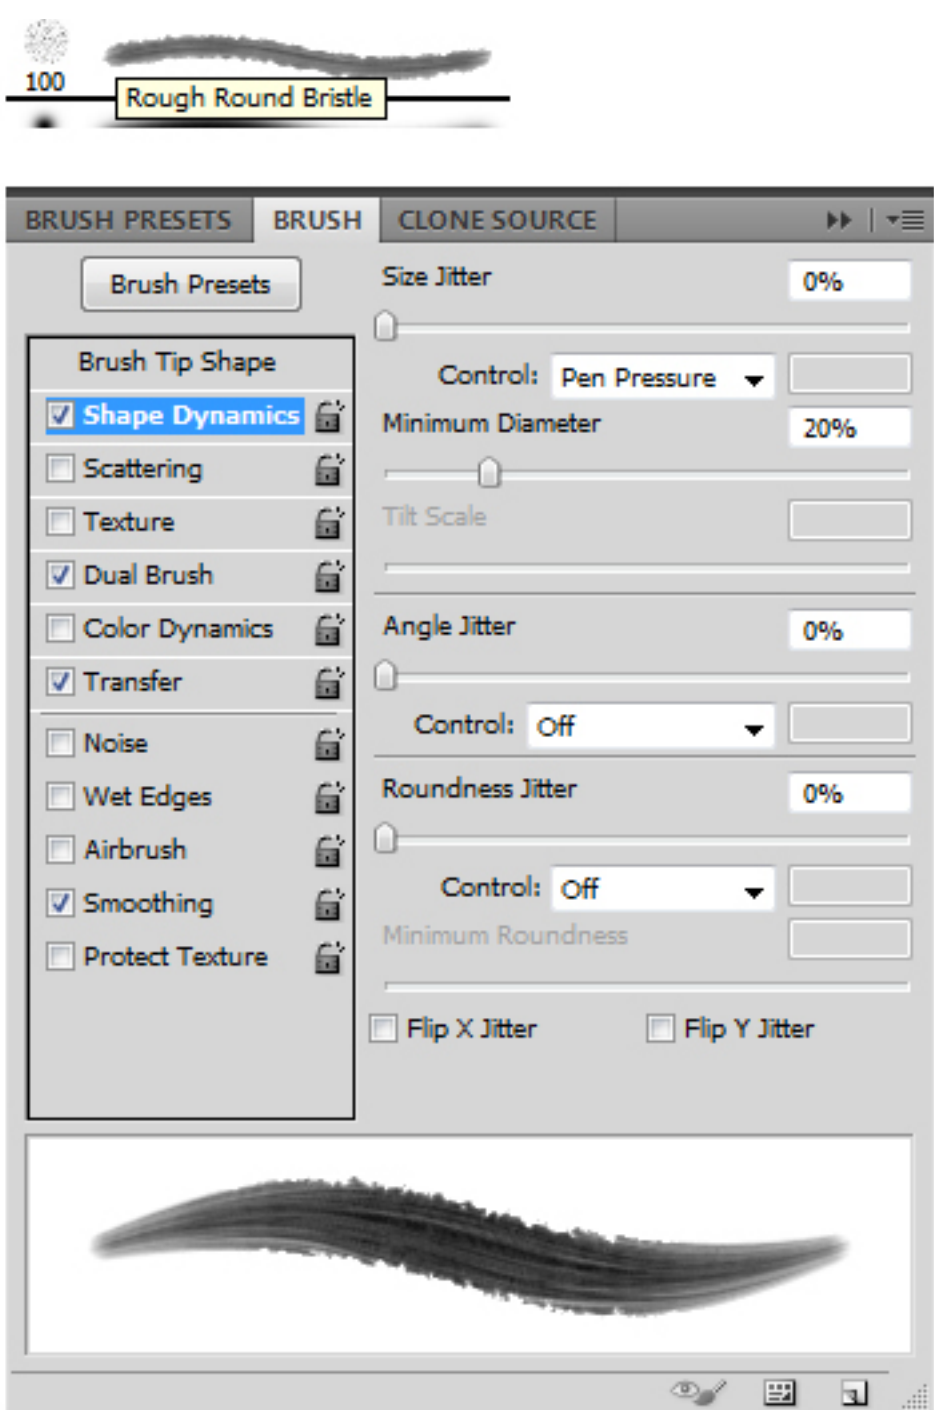 100
Rough Round Bristle
BRUSH PRESETS BRUSH CLONE SOURCE
Brush Presets
Brush Tip Shape
Shape Dynamics
Scattering
Texture
Dual Brush
Color Dynamics
Transfer
Noise
Wet Edges
Airbrush
Smoothing
Protect Texture
Size Jitter 0%
Control: Pen Pressure
Minimum Diameter 20%
Tilt Scale
Angle Jitter 0%
Control: Off
Roundness Jitter 0%
Control: Off
Minimum Roundness
Flip X Jitter Flip Y Jitter